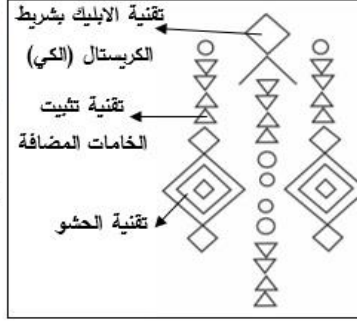 تقنية الابليك بشريط
الكريستال (الكي)
تقنية تثبيت
الخامات المضافة
تقنية الحشو